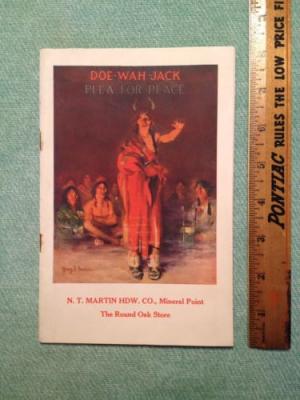 DOE-WAH-JACK
PLEA FOR PEACE
N. T. MARTIN HDW. CO., Mineral Point
The Round Oak Store
PONTIAC RULES THE LOW PRICE FI